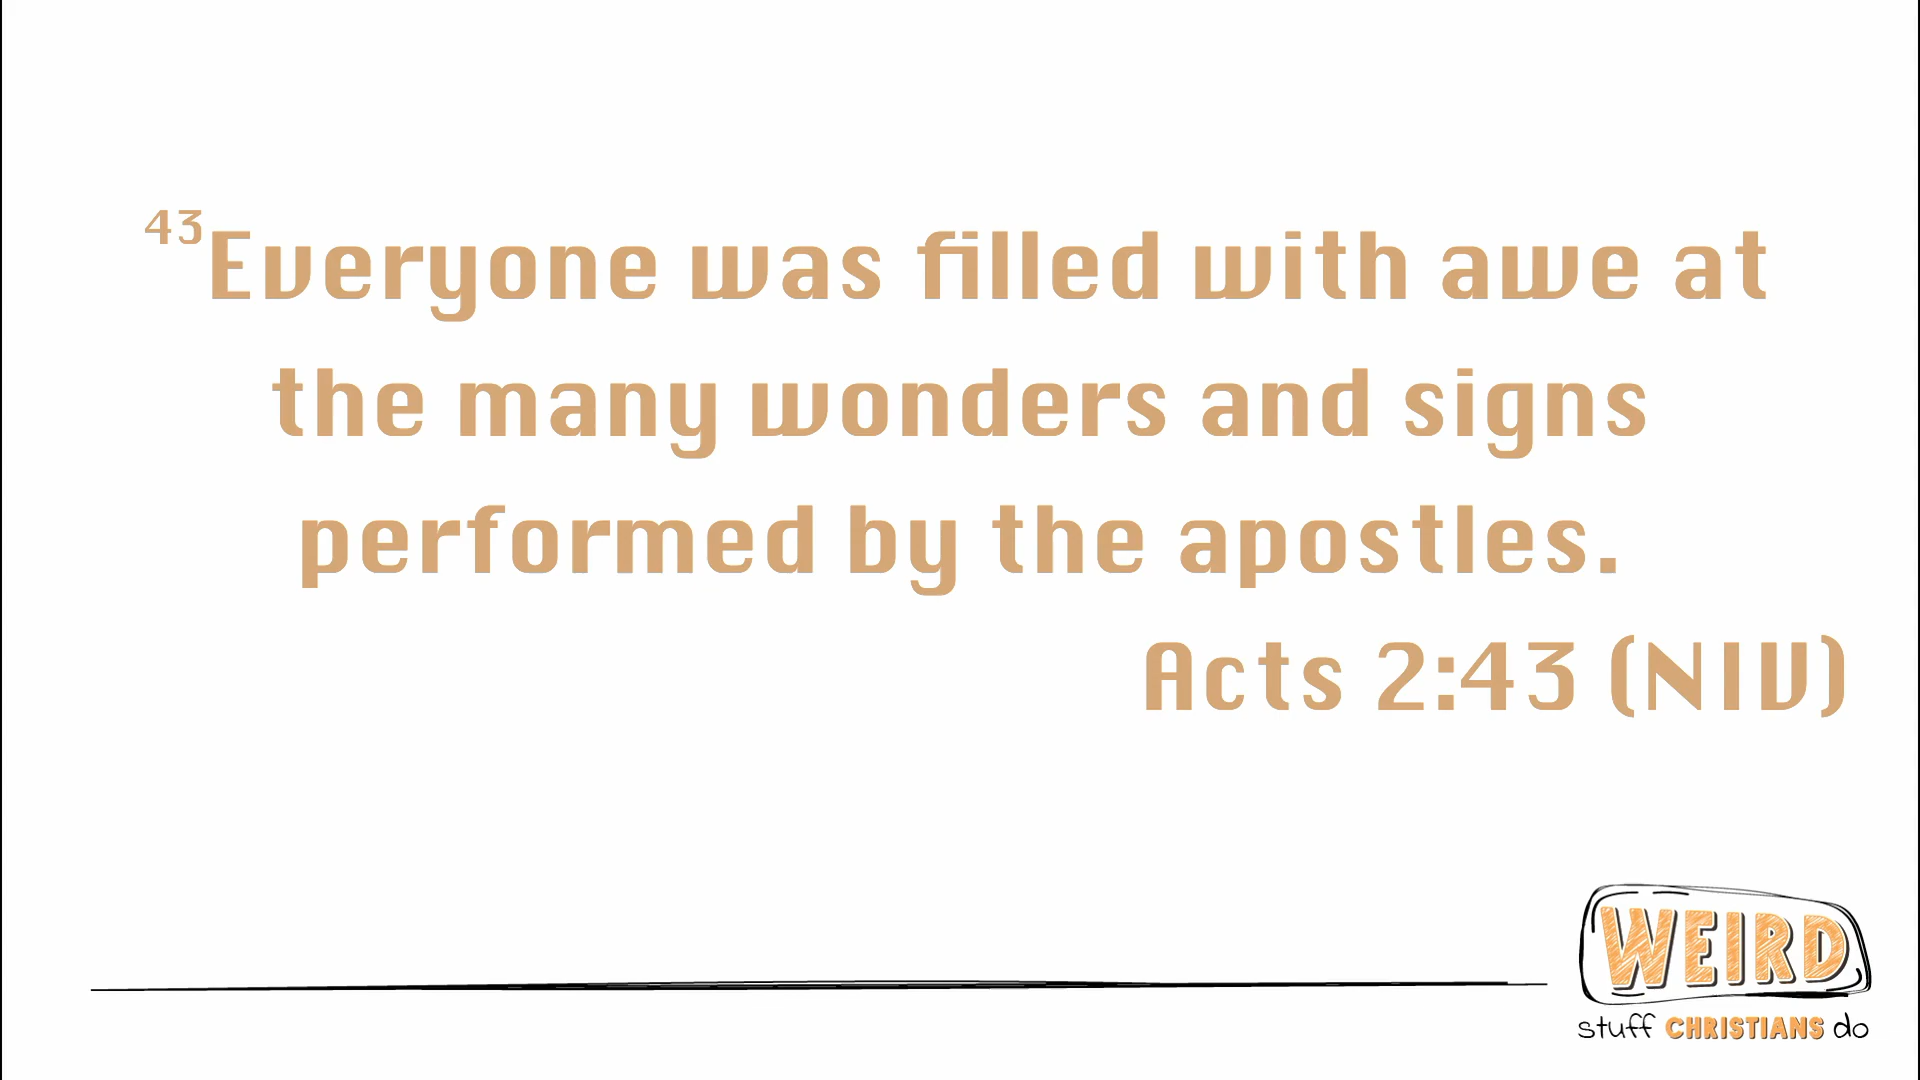 43Everyone was filled with awe at
the many wonders and signs
performed by the apostles.
Acts 2:43 (NIV)
WEIRD
stuff CHRISTIANS do